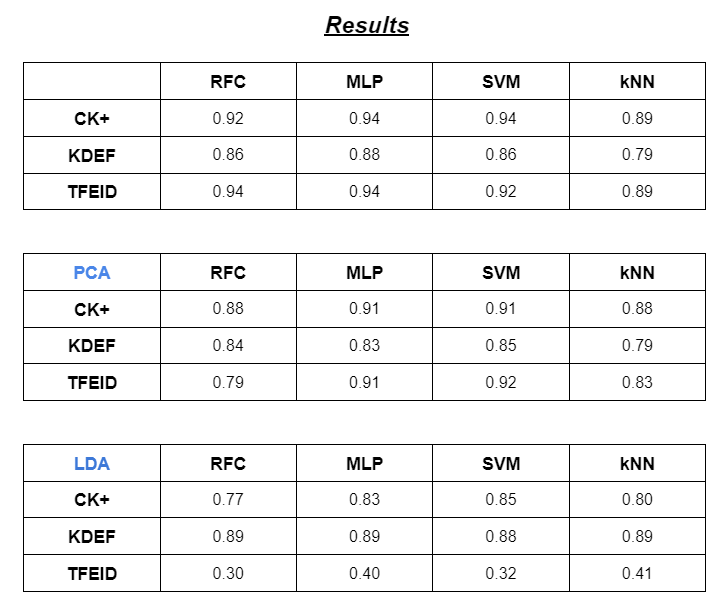 Results
RFC MLP SVM kNN
CK+ 0.92 0.94 0.94 0.89
KDEF 0.86 0.88 0.86 0.79
TFEID 0.94 0.94 0.92 0.89
PCA RFC MLP SVM kNN
CK+ 0.88 0.91 0.91 0.88
KDEF 0.84 0.83 0.85 0.79
TFEID 0.79 0.91 0.92 0.83
LDA RFC MLP SVM kNN
CK+ 0.77 0.83 0.85 0.80
KDEF 0.89 0.89 0.88 0.89
TFEID 0.30 0.40 0.32 0.41